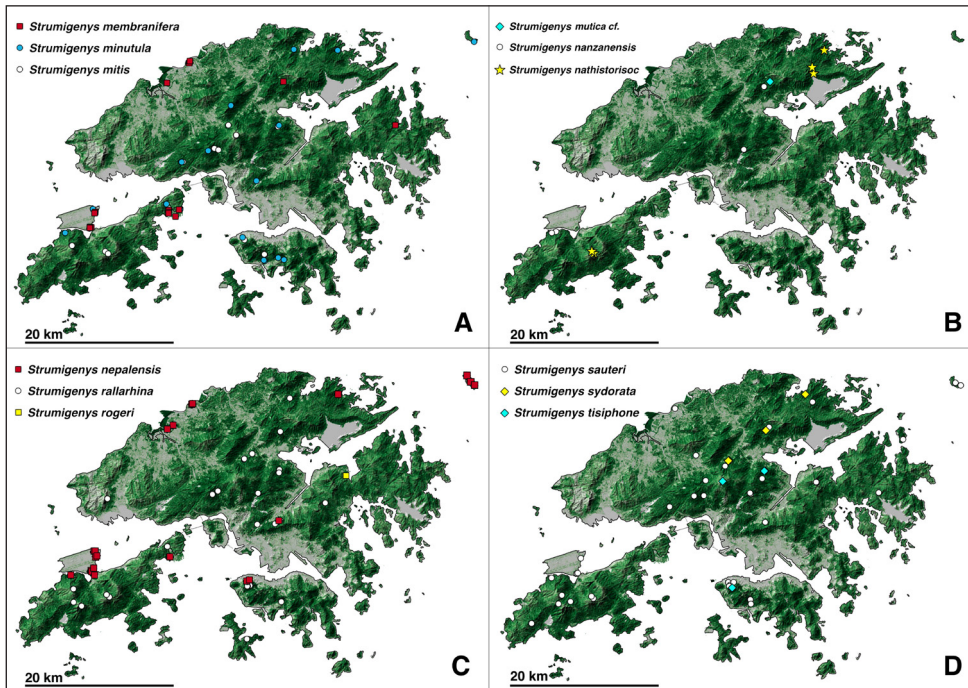 Strumigenys membranifera
Strumigenys minutula
Strumigenys mitis
20 km
A
Strumigenys mutica cf.
Strumigenys nanzanensis
Strumigenys nathistorisoc
20 km
B
Strumigenys nepalensis
Strumigenys rallarhina
Strumigenys rogeri
20 km
C
Strumigenys sauteri
Strumigenys sydorata
Strumigenys tisiphone
20 km
D